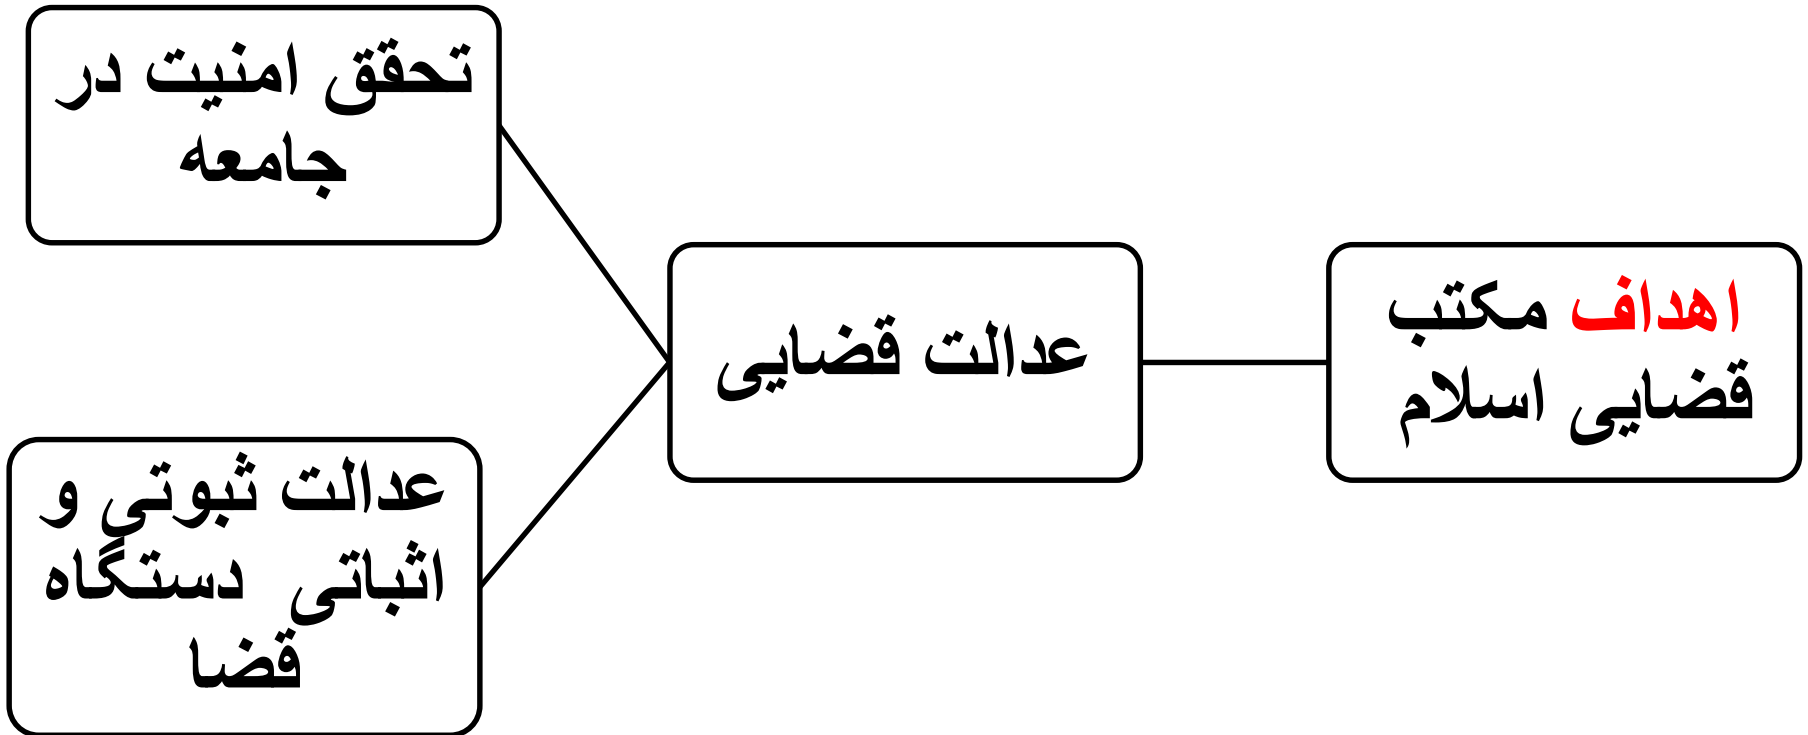 اهداف مکتب
قضایی اسلام
عدالت قضایی
تحقق امنیت در
جامعه
عدالت ثبوتی و
اثباتی دستگاه
قضا